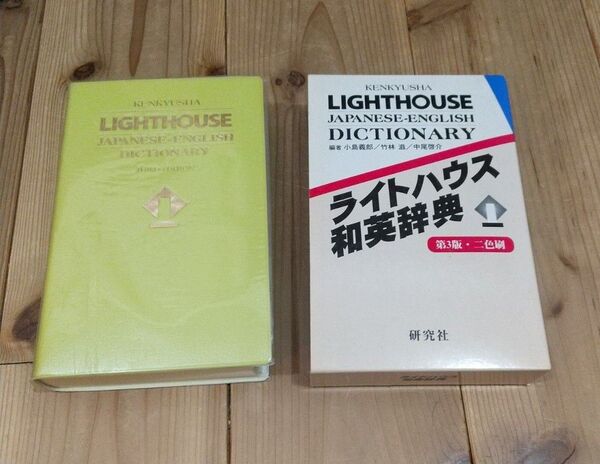 KENKYUSHA
LIGHTHOUSE
JAPANESE-ENGLISH
DICTIONARY
THIRD EDITION
KENKYUSHA
LIGHTHOUSE
JAPANESE-ENGLISH
DICTIONARY
編者 小島義郎/竹林 滋/中尾啓介
ライトハウス
和英辞典
第3版・二色刷
研究社